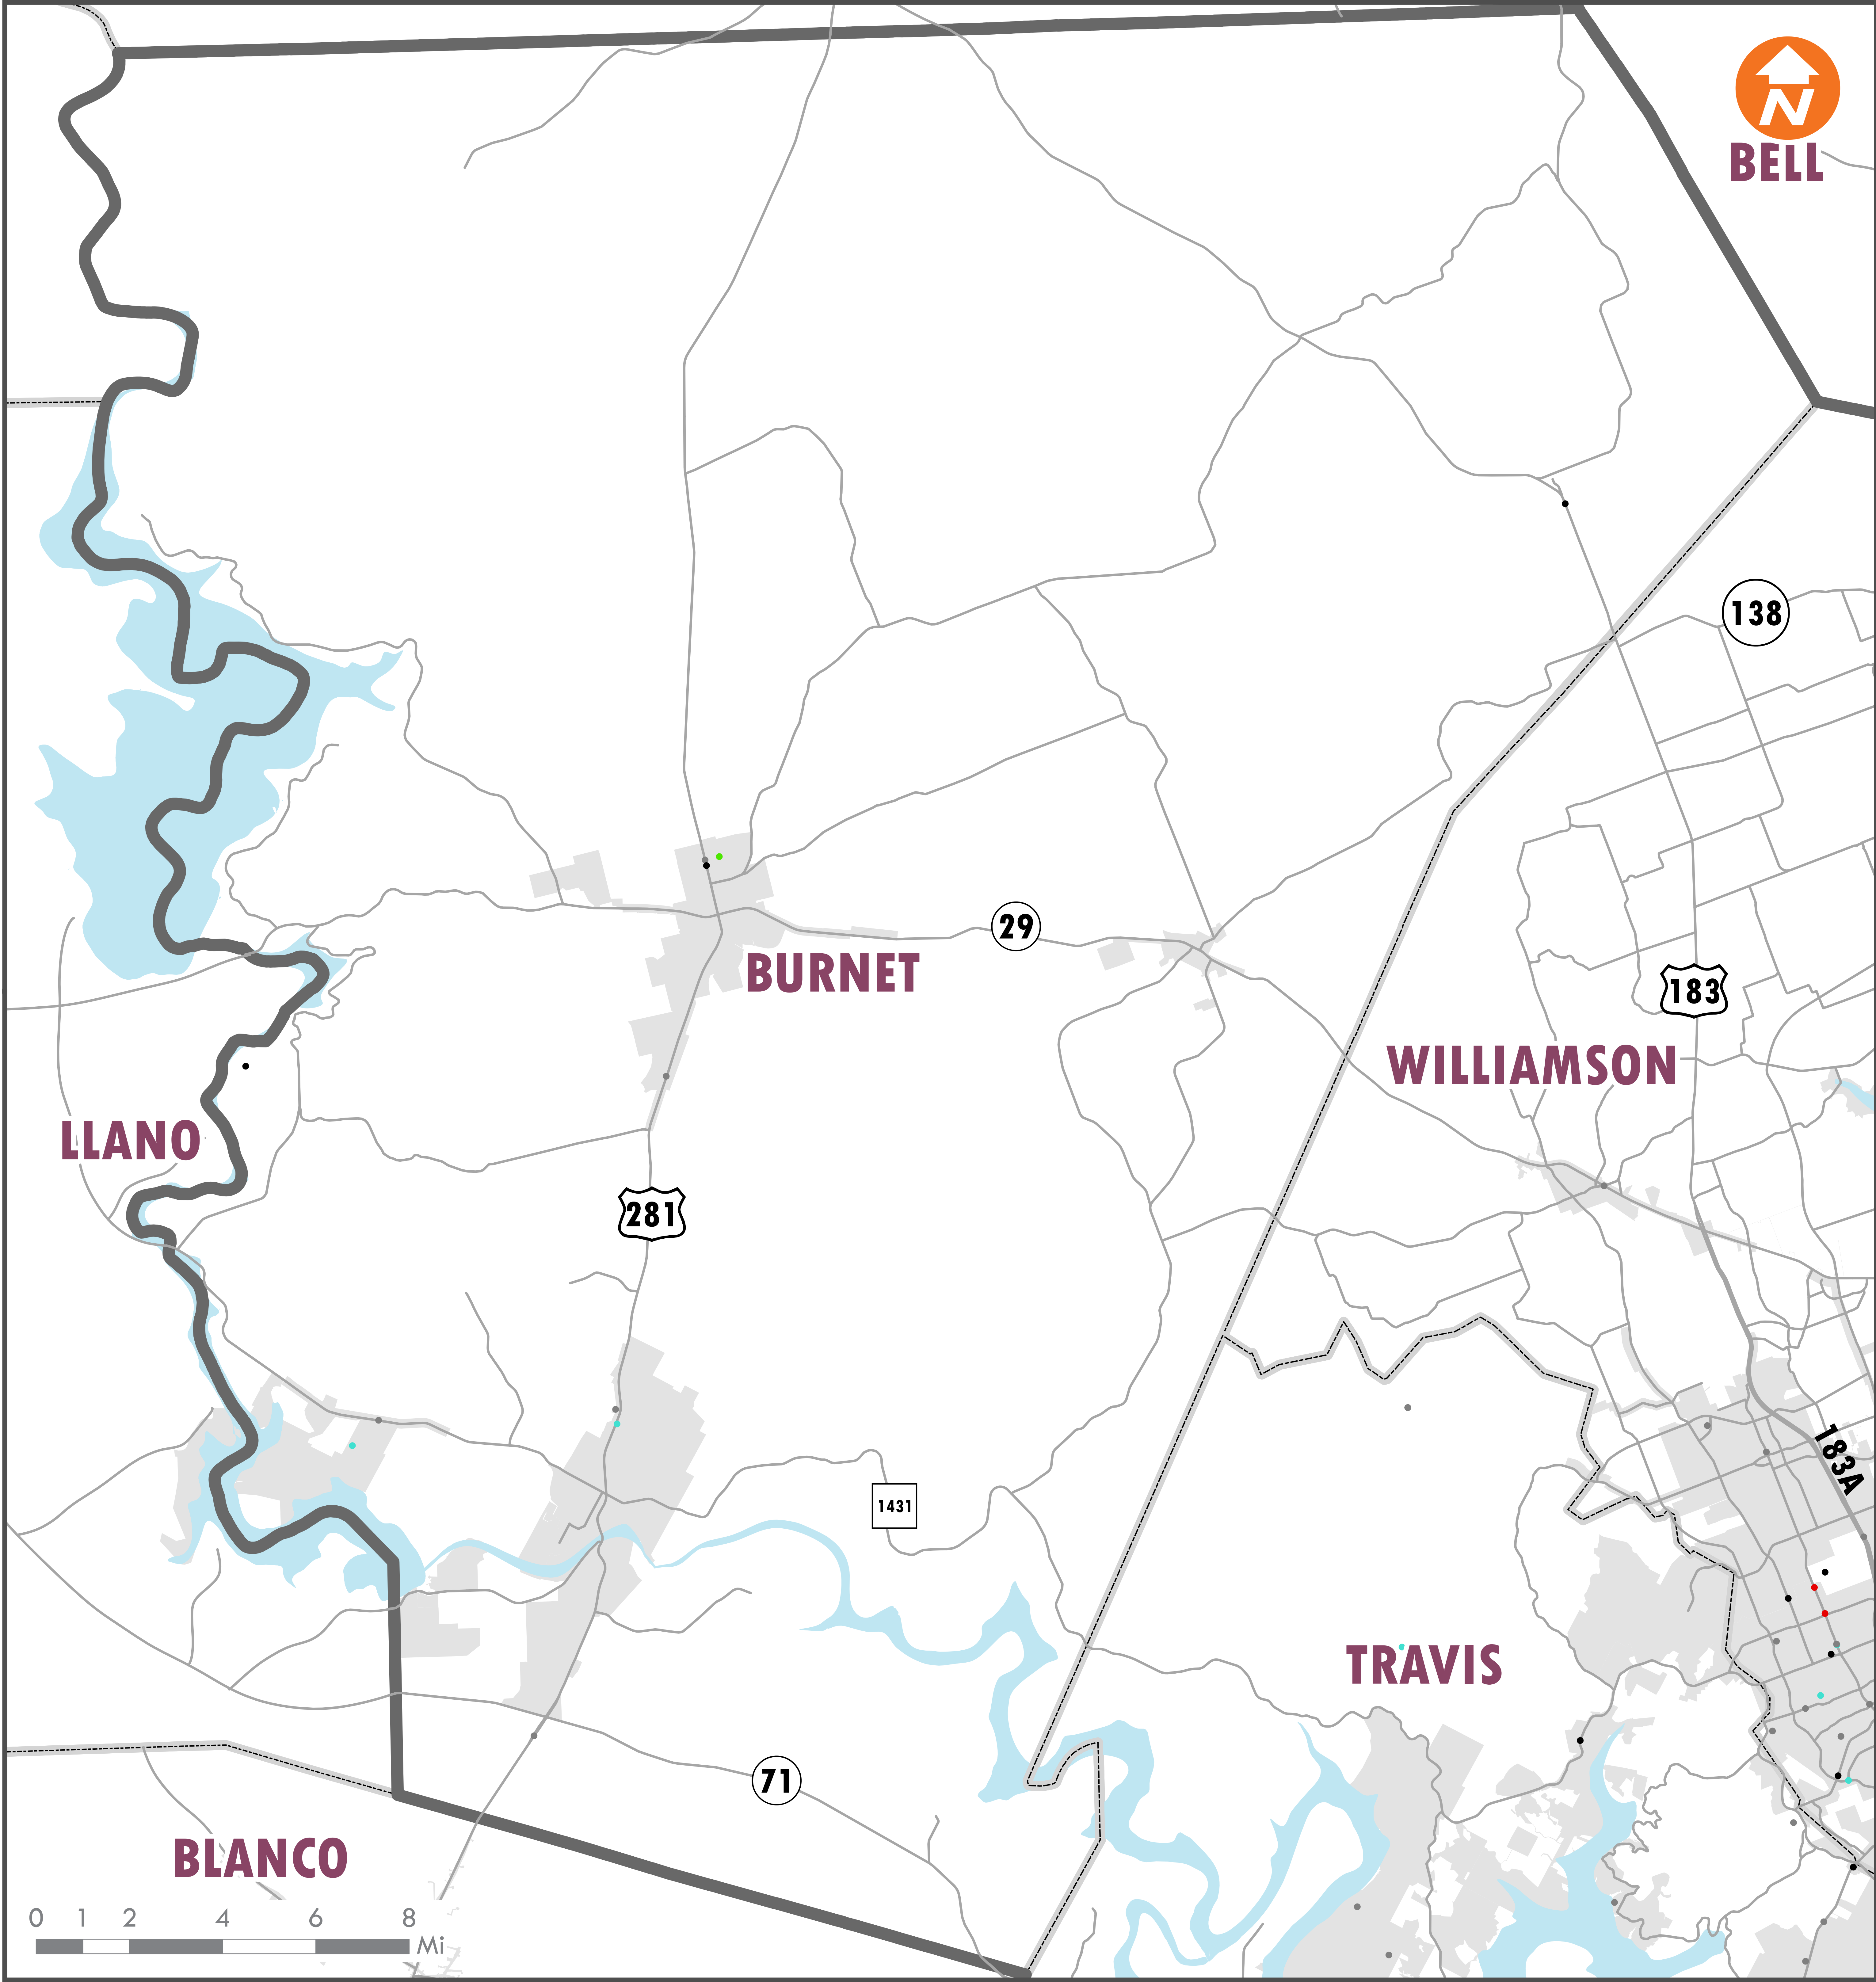 N
BELL
138
29
BURNET
183
WILLIAMSON
LLANO
281
183A
1431
TRAVIS
71
BLANCO
0 1 2 4 6 8
Mi